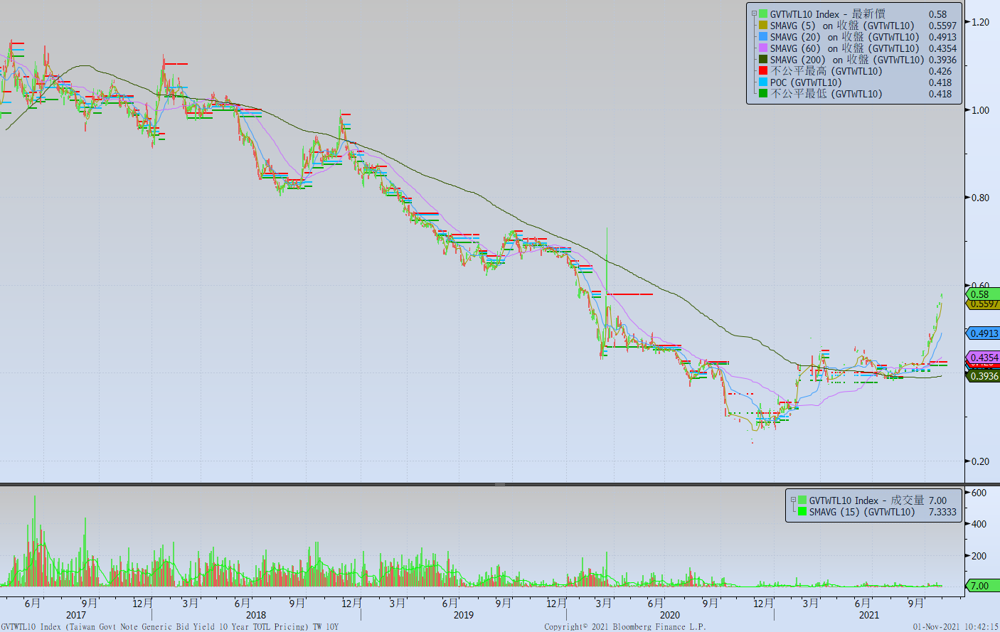 GVTWTL10 Index - 最新價 0.58
SMAVG (5) on 收盤 (GVTWTL10) 0.5597
SMAVG (20) on 收盤 (GVTWTL10) 0.4913
SMAVG (60) on 收盤 (GVTWTL10) 0.4354
SMAVG (200) on 收盤 (GVTWTL10) 0.3936
不公平最高 (GVTWTL10) 0.426
POC (GVTWTL10) 0.418
不公平最低 (GVTWTL10) 0.418
1.20
1.00
0.80
0.60
0.58
0.5597
0.4913
0.4354
0.3936
0.20
GVTWTL10 Index - 成交量 7.00
SMAVG (15) (GVTWTL10) 7.3333
600
400
200
7.00
6月 9月 12月 3月 6月 9月 12月 3月 6月 9月 12月 3月 6月 9月 12月 3月 6月 9月
2017 2018 2019 2020 2021
GVTWTL10 Index (Taiwan Govt Note Generic Bid Yield 10 Year TOTL Pricing) TW 10Y Copyright© 2021 Bloomberg Finance L.P. 01-Nov-2021 10:42:15